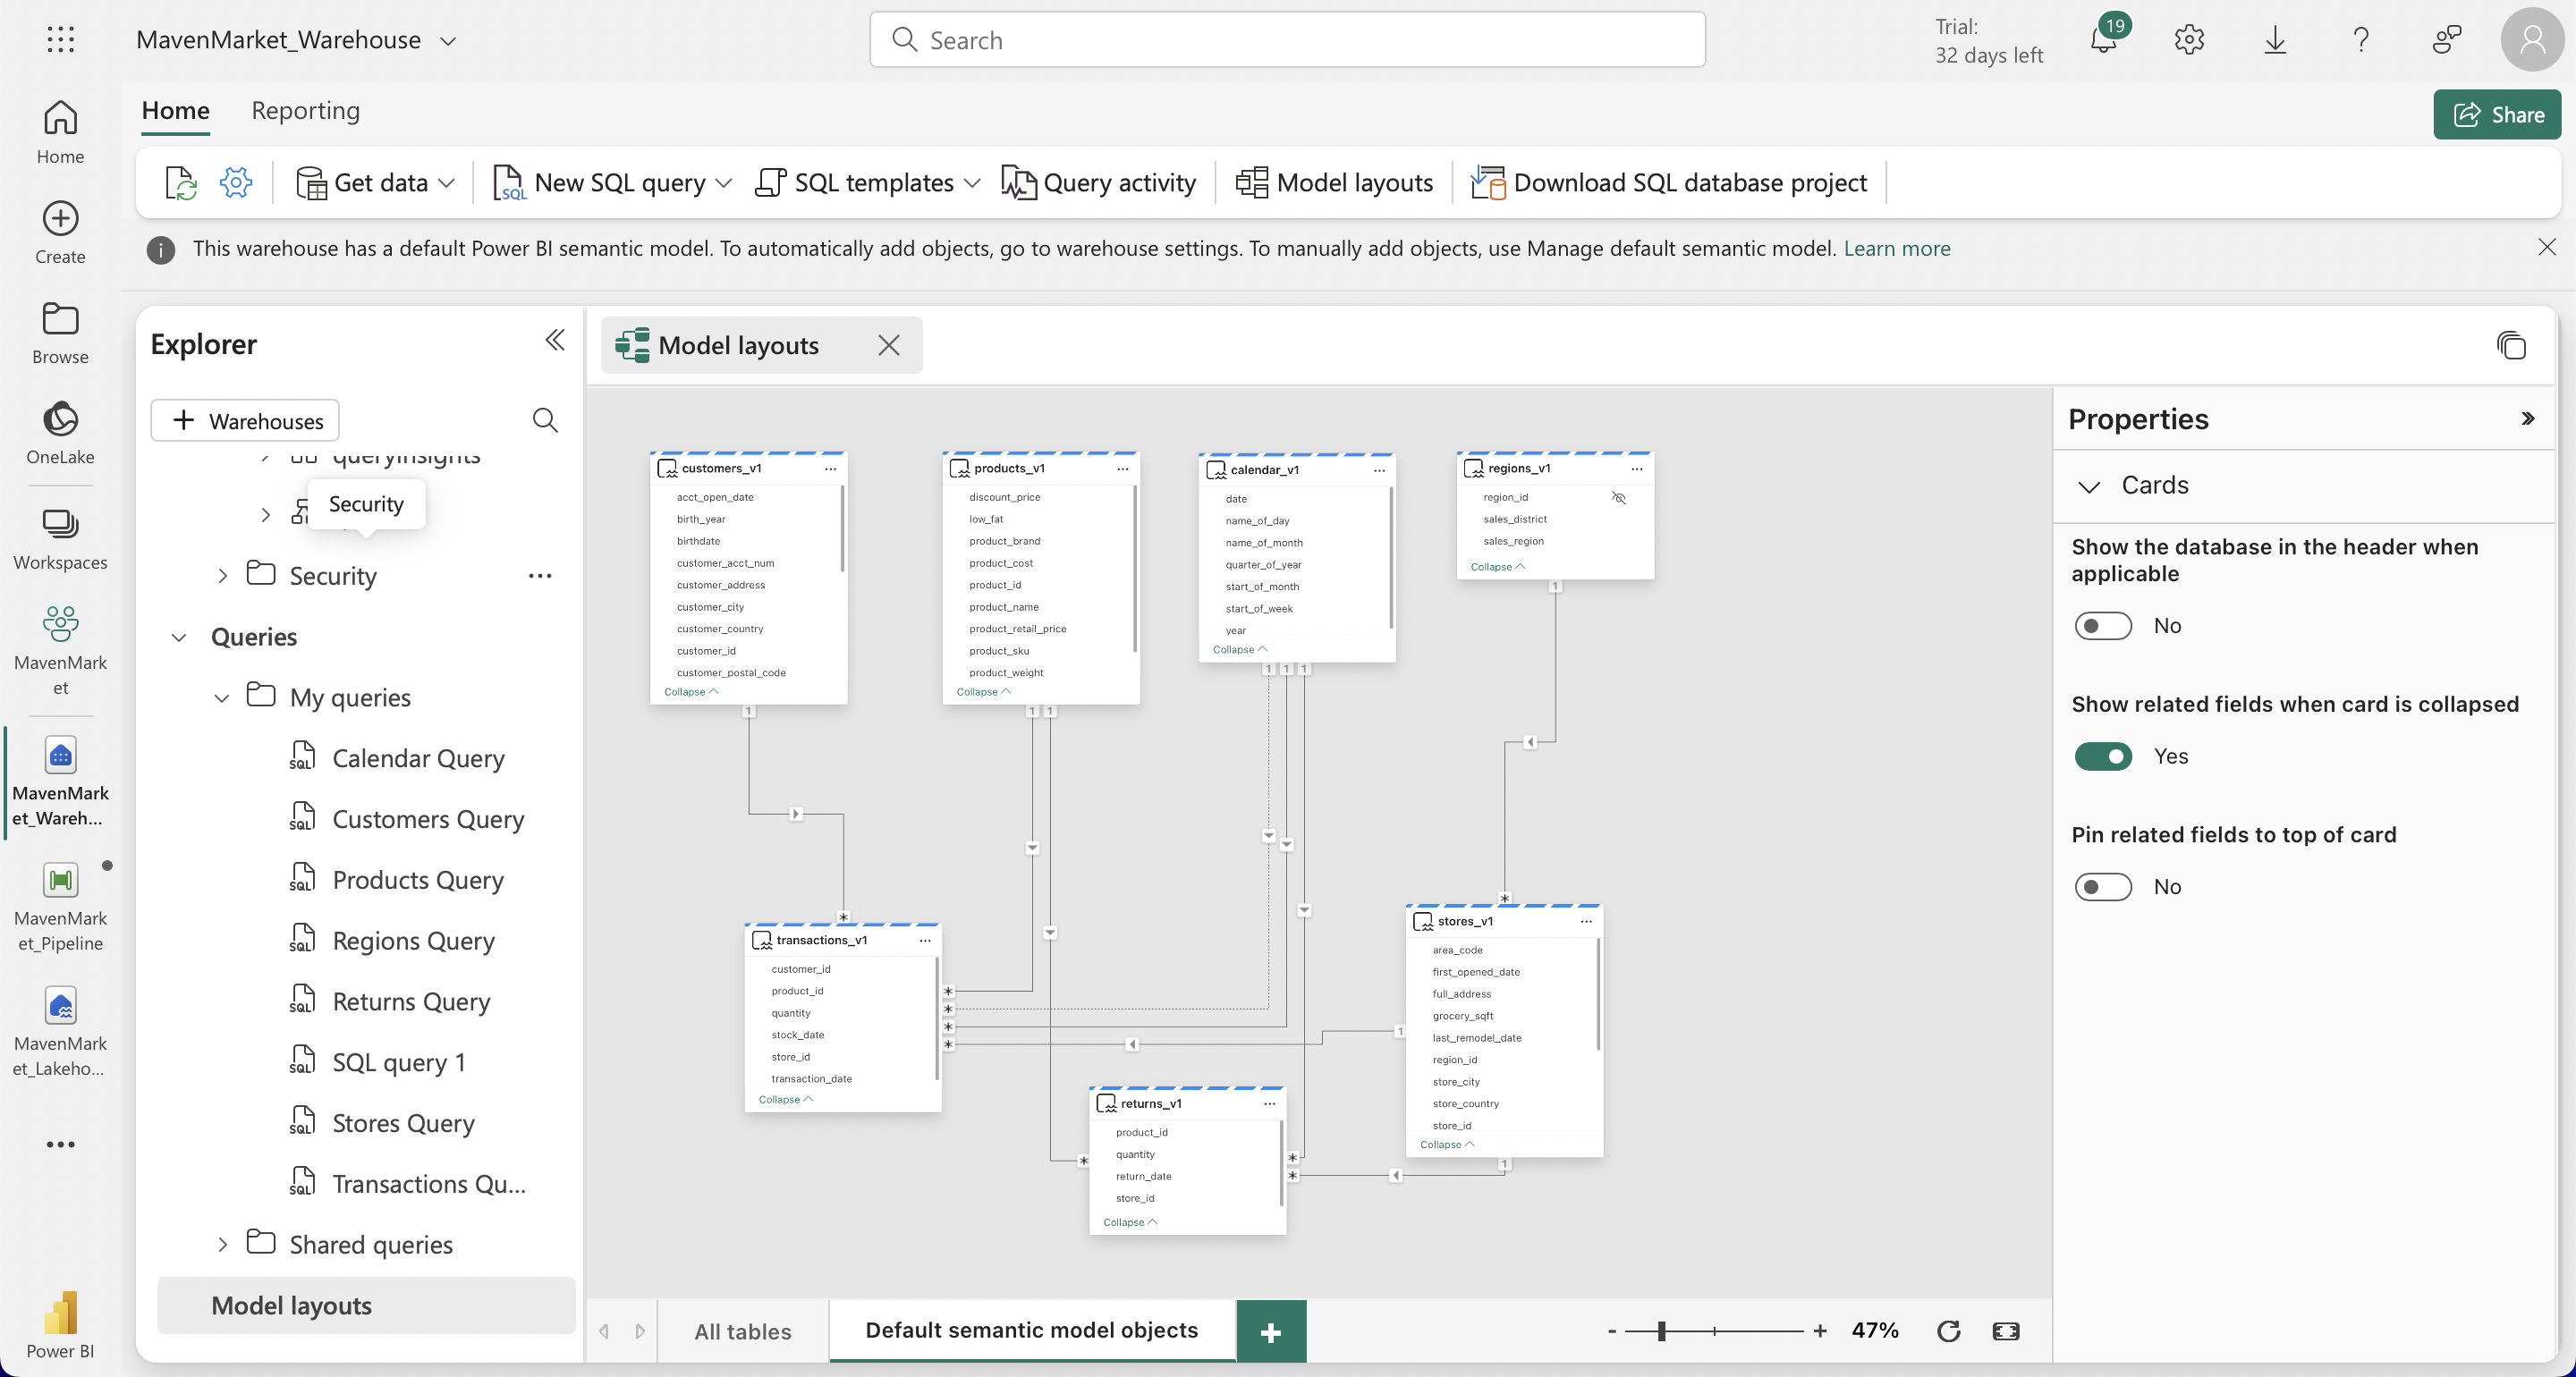 MavenMarket_Warehouse
Search
Trial:
32 days left
19
Home
Reporting
Share
Get data
New SQL query
SQL templates
Query activity
Model layouts
Download SQL database project
This warehouse has a default Power BI semantic model. To automatically add objects, go to warehouse settings. To manually add objects, use Manage default semantic model. Learn more
Home
Create
Browse
OneLake
Workspaces
MavenMark
et
MavenMark
et_Wareh...
MavenMark
et_Pipeline
MavenMark
et_Lakeho...
Power BI
Explorer
Warehouses
queryinsights
Security
Security
Queries
My queries
Calendar Query
Customers Query
Products Query
Regions Query
Returns Query
SQL query 1
Stores Query
Transactions Qu...
Shared queries
Model layouts
Model layouts
customers_v1
acct_open_date
birth_year
birthdate
customer_acct_num
customer_address
customer_city
customer_country
customer_id
customer_postal_code
Collapse
products_v1
discount_price
low_fat
product_brand
product_cost
product_id
product_name
product_retail_price
product_sku
product_weight
Collapse
calendar_v1
date
name_of_day
name_of_month
quarter_of_year
start_of_month
start_of_week
year
Collapse
regions_v1
region_id
sales_district
sales_region
Collapse
transactions_v1
customer_id
product_id
quantity
stock_date
store_id
transaction_date
Collapse
returns_v1
product_id
quantity
return_date
store_id
Collapse
stores_v1
area_code
first_opened_date
full_address
grocery_sqft
last_remodel_date
region_id
store_city
store_country
store_id
Collapse
All tables
Default semantic model objects
47%
Properties
Cards
Show the database in the header when
applicable
No
Show related fields when card is collapsed
Yes
Pin related fields to top of card
No